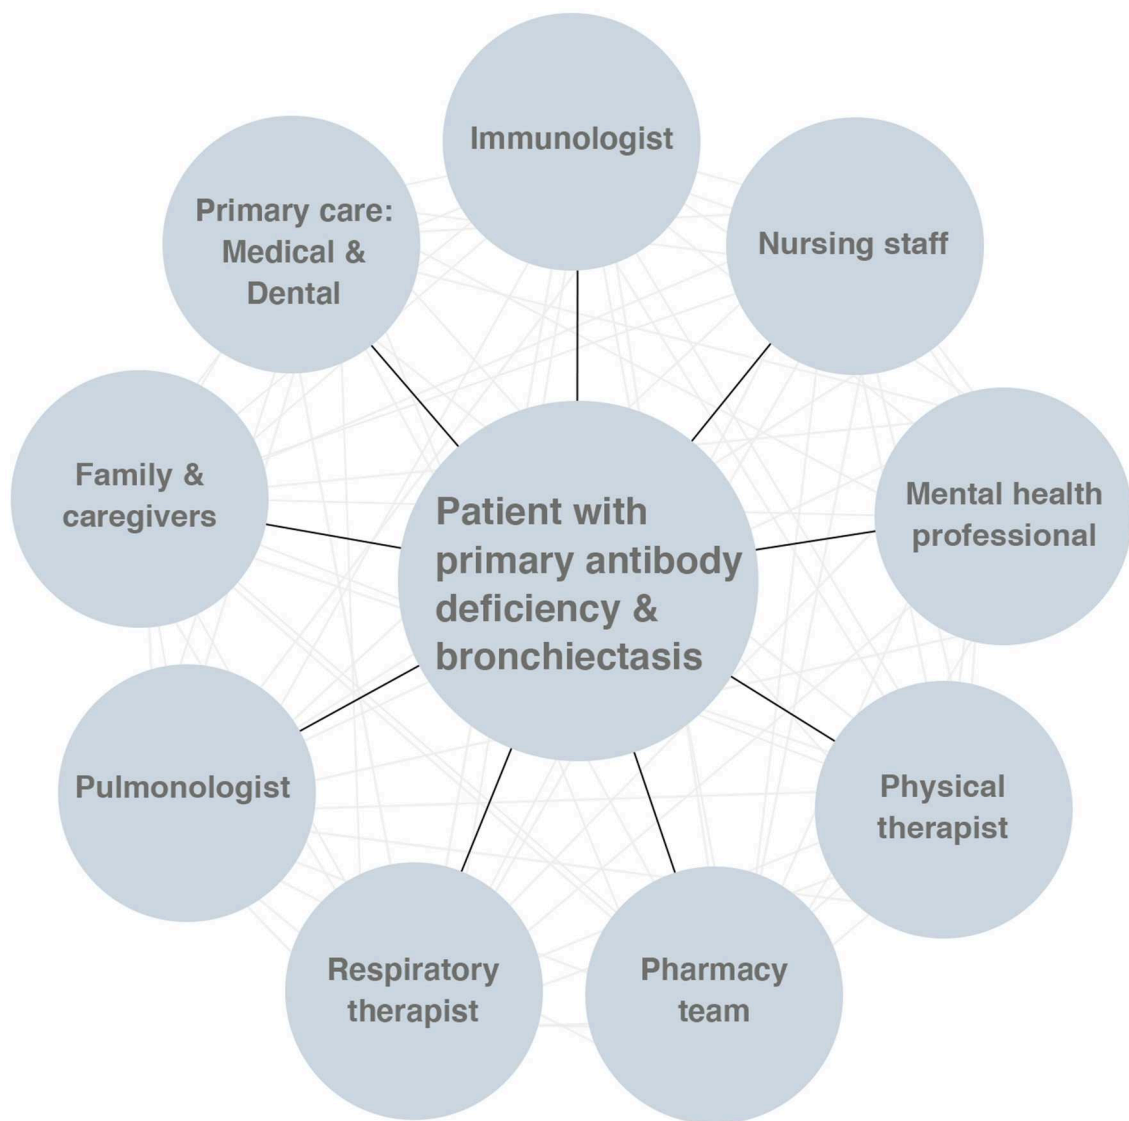 Immunologist
Primary care:
Medical &
Dental
Nursing staff
Family &
caregivers
Mental health
professional
Patient with
primary antibody
deficiency &
bronchiectasis
Pulmonologist
Physical
therapist
Respiratory
therapist
Pharmacy
team